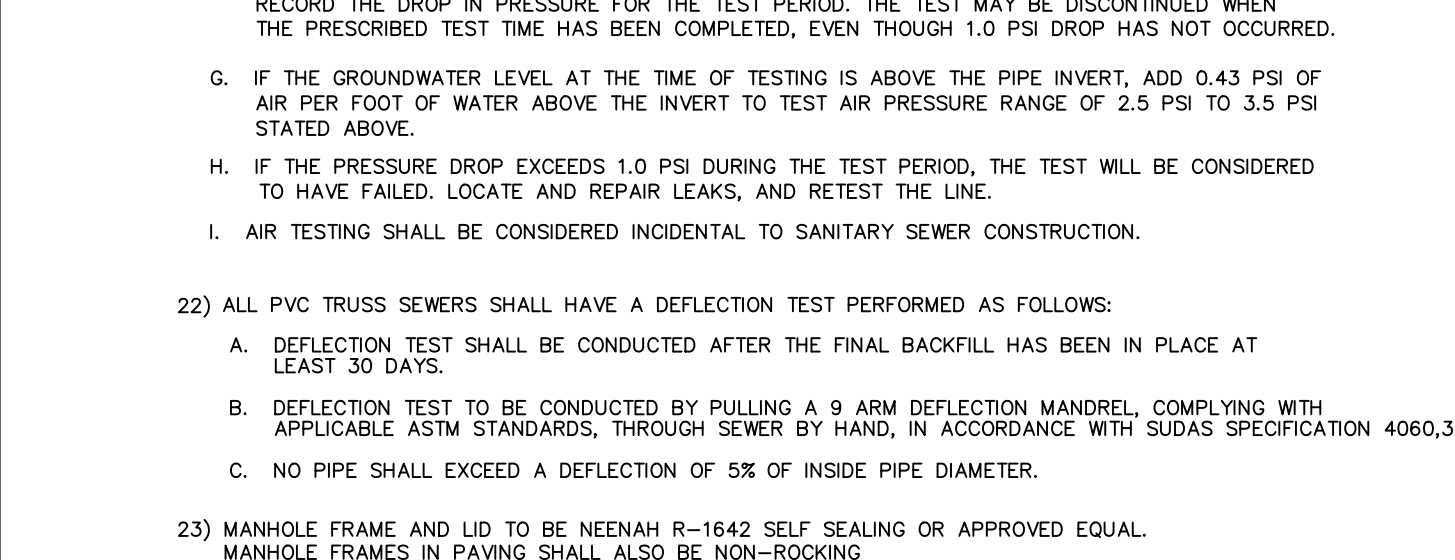 RECORD THE DROP IN PRESSURE FOR THE TEST PERIOD. THE TEST MAY BE DISCONTINUED WHEN
THE PRESCRIBED TEST TIME HAS BEEN COMPLETED, EVEN THOUGH 1.0 PSI DROP HAS NOT OCCURRED.
G. IF THE GROUNDWATER LEVEL AT THE TIME OF TESTING IS ABOVE THE PIPE INVERT, ADD 0.43 PSI OF
AIR PER FOOT OF WATER ABOVE THE INVERT TO TEST AIR PRESSURE RANGE OF 2.5 PSI TO 3.5 PSI
STATED ABOVE.
H. IF THE PRESSURE DROP EXCEEDS 1.0 PSI DURING THE TEST PERIOD, THE TEST WILL BE CONSIDERED
TO HAVE FAILED. LOCATE AND REPAIR LEAKS, AND RETEST THE LINE.
I. AIR TESTING SHALL BE CONSIDERED INCIDENTAL TO SANITARY SEWER CONSTRUCTION.
22) ALL PVC TRUSS SEWERS SHALL HAVE A DEFLECTION TEST PERFORMED AS FOLLOWS:
A. DEFLECTION TEST SHALL BE CONDUCTED AFTER THE FINAL BACKFILL HAS BEEN IN PLACE AT
LEAST 30 DAYS.
B. DEFLECTION TEST TO BE CONDUCTED BY PULLING A 9 ARM DEFLECTION MANDREL, COMPLYING WITH
APPLICABLE ASTM STANDARDS, THROUGH SEWER BY HAND, IN ACCORDANCE WITH SUDAS SPECIFICATION 4060,3
C. NO PIPE SHALL EXCEED A DEFLECTION OF 5% OF INSIDE PIPE DIAMETER.
23) MANHOLE FRAME AND LID TO BE NEENAH R-1642 SELF SEALING OR APPROVED EQUAL.
MANHOLE FRAMES IN PAVING SHALL ALSO BE NON-ROCKING